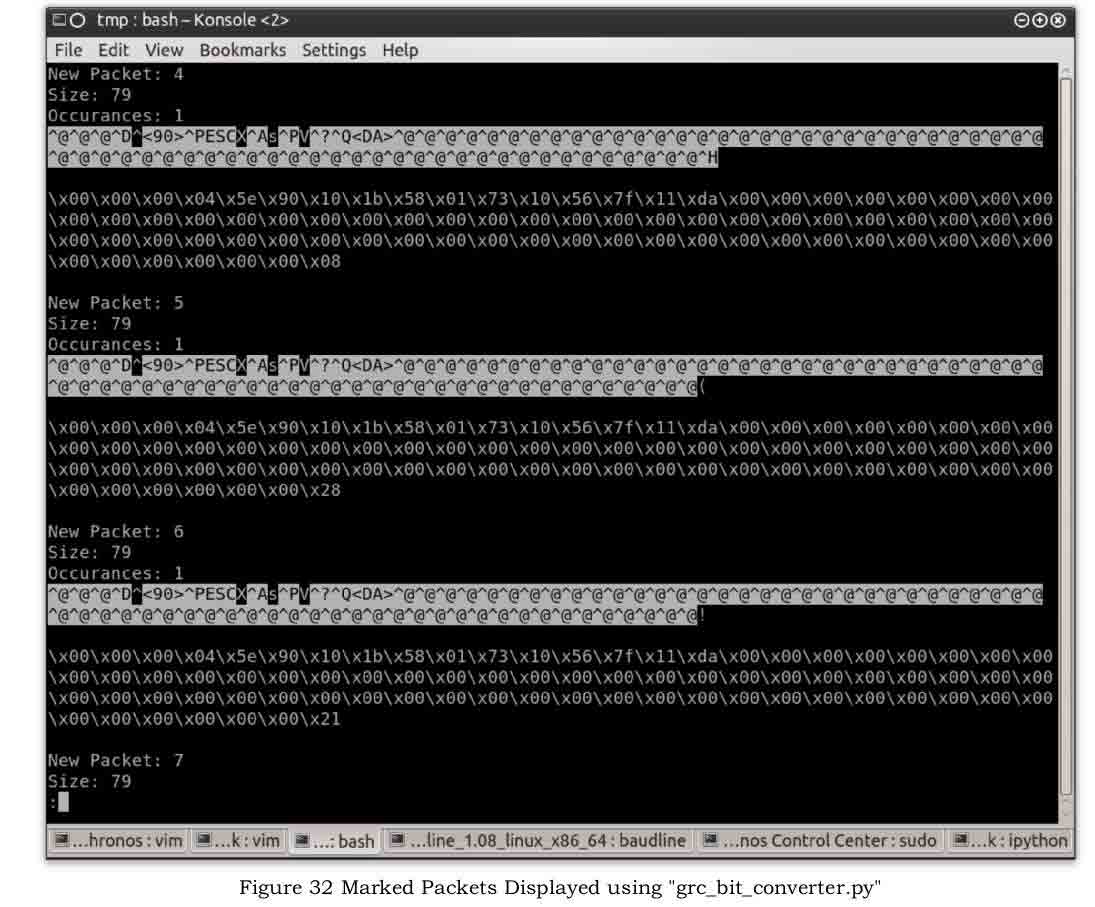 tmp : bash – Konsole <2>
File Edit View Bookmarks Settings Help
New Packet: 4
Size: 79
Occurances: 1
^@^@^@^D^<90>^PESCX^As^PV^?^Q<DA>^@^@^@^@^@^@^@^@^@^@^@^@^@^@^@^@^@^@^@^@^@^@^@^@^@^@^@^@^@^@^@
^@^@^@^@^@^@^@^@^@^@^@^@^@^@^@^@^@^@^@^@^@^@^@^@^@^@^@^@^@^@^@^H
\x00\x00\x00\x04\x5e\x90\x10\x1b\x58\x01\x73\x10\x56\x7f\x11\xda\x00\x00\x00\x00\x00\x00\x00\x00
\x00\x00\x00\x00\x00\x00\x00\x00\x00\x00\x00\x00\x00\x00\x00\x00\x00\x00\x00\x00\x00\x00\x00\x00
\x00\x00\x00\x00\x00\x00\x00\x00\x00\x00\x00\x00\x00\x00\x00\x00\x00\x00\x00\x00\x00\x00\x00\x00
\x00\x00\x00\x00\x00\x00\x08
New Packet: 5
Size: 79
Occurances: 1
^@^@^@^D^<90>^PESCX^As^PV^?^Q<DA>^@^@^@^@^@^@^@^@^@^@^@^@^@^@^@^@^@^@^@^@^@^@^@^@^@^@^@^@^@^@^@
^@^@^@^@^@^@^@^@^@^@^@^@^@^@^@^@^@^@^@^@^@^@^@^@^@^@^@^@^@^@^@(
\x00\x00\x00\x04\x5e\x90\x10\x1b\x58\x01\x73\x10\x56\x7f\x11\xda\x00\x00\x00\x00\x00\x00\x00\x00
\x00\x00\x00\x00\x00\x00\x00\x00\x00\x00\x00\x00\x00\x00\x00\x00\x00\x00\x00\x00\x00\x00\x00\x00
\x00\x00\x00\x00\x00\x00\x00\x00\x00\x00\x00\x00\x00\x00\x00\x00\x00\x00\x00\x00\x00\x00\x00\x00
\x00\x00\x00\x00\x00\x00\x28
New Packet: 6
Size: 79
Occurances: 1
^@^@^@^D^<90>^PESCX^As^PV^?^Q<DA>^@^@^@^@^@^@^@^@^@^@^@^@^@^@^@^@^@^@^@^@^@^@^@^@^@^@^@^@^@^@^@
^@^@^@^@^@^@^@^@^@^@^@^@^@^@^@^@^@^@^@^@^@^@^@^@^@^@^@^@^@^@^@!
\x00\x00\x00\x04\x5e\x90\x10\x1b\x58\x01\x73\x10\x56\x7f\x11\xda\x00\x00\x00\x00\x00\x00\x00\x00
\x00\x00\x00\x00\x00\x00\x00\x00\x00\x00\x00\x00\x00\x00\x00\x00\x00\x00\x00\x00\x00\x00\x00\x00
\x00\x00\x00\x00\x00\x00\x00\x00\x00\x00\x00\x00\x00\x00\x00\x00\x00\x00\x00\x00\x00\x00\x00\x00
\x00\x00\x00\x00\x00\x00\x21
New Packet: 7
Size: 79
:
...hronos : vim ...k : vim ...: bash ...line_1.08_linux_x86_64 : baudline ...nos Control Center : sudo ...k : ipython
Figure 32 Marked Packets Displayed using "grc_bit_converter.py"